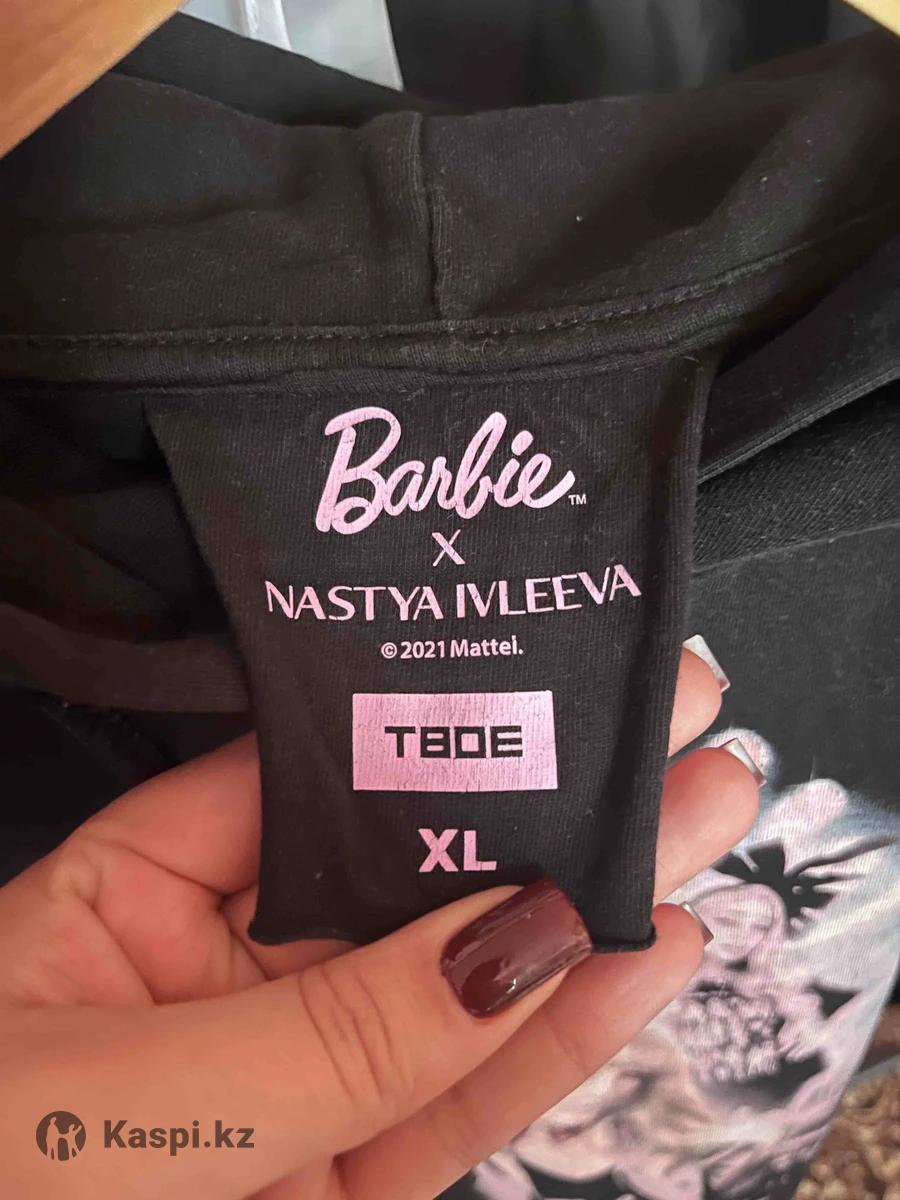 Barbie™
X
NASTYA IVLEEVA
© 2021 Mattel.
ТВОЕ
XL
Kaspi.kz